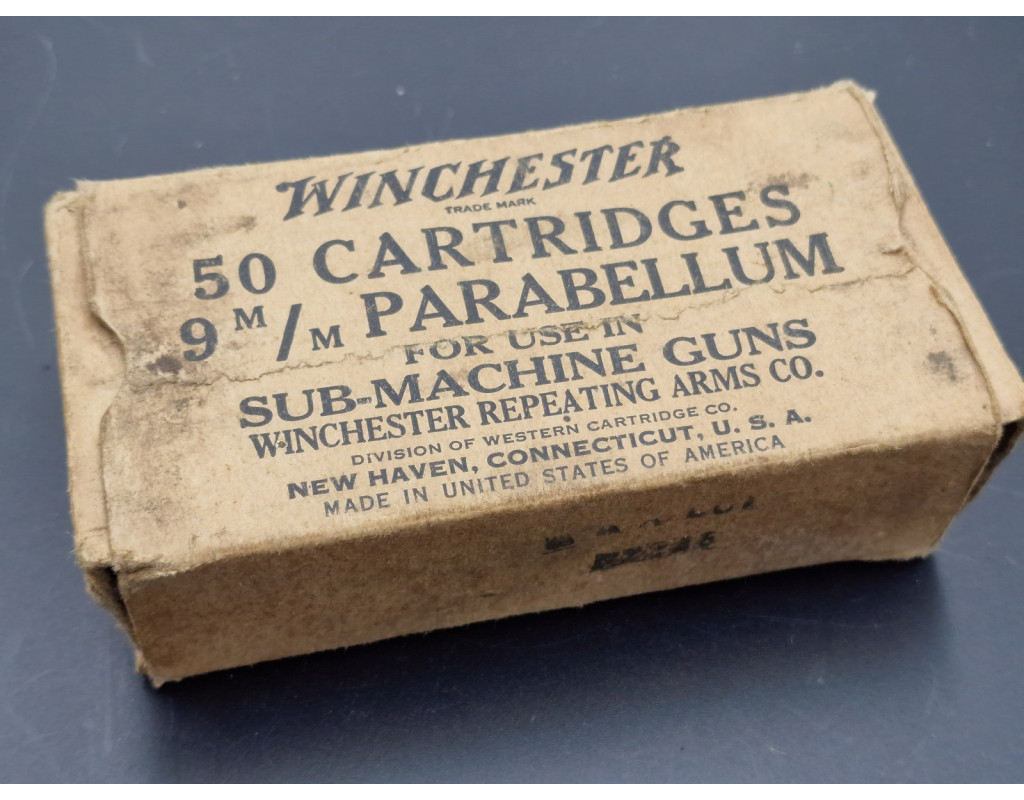 WINCHESTER
TRADE MARK
50 CARTRIDGES
9 M/M PARABELLUM
FOR USE IN
SUB-MACHINE GUNS
WINCHESTER REPEATING ARMS CO.
DIVISION OF WESTERN CARTRIDGE CO.
NEW HAVEN, CONNECTICUT, U. S. A.
MADE IN UNITED STATES OF AMERICA